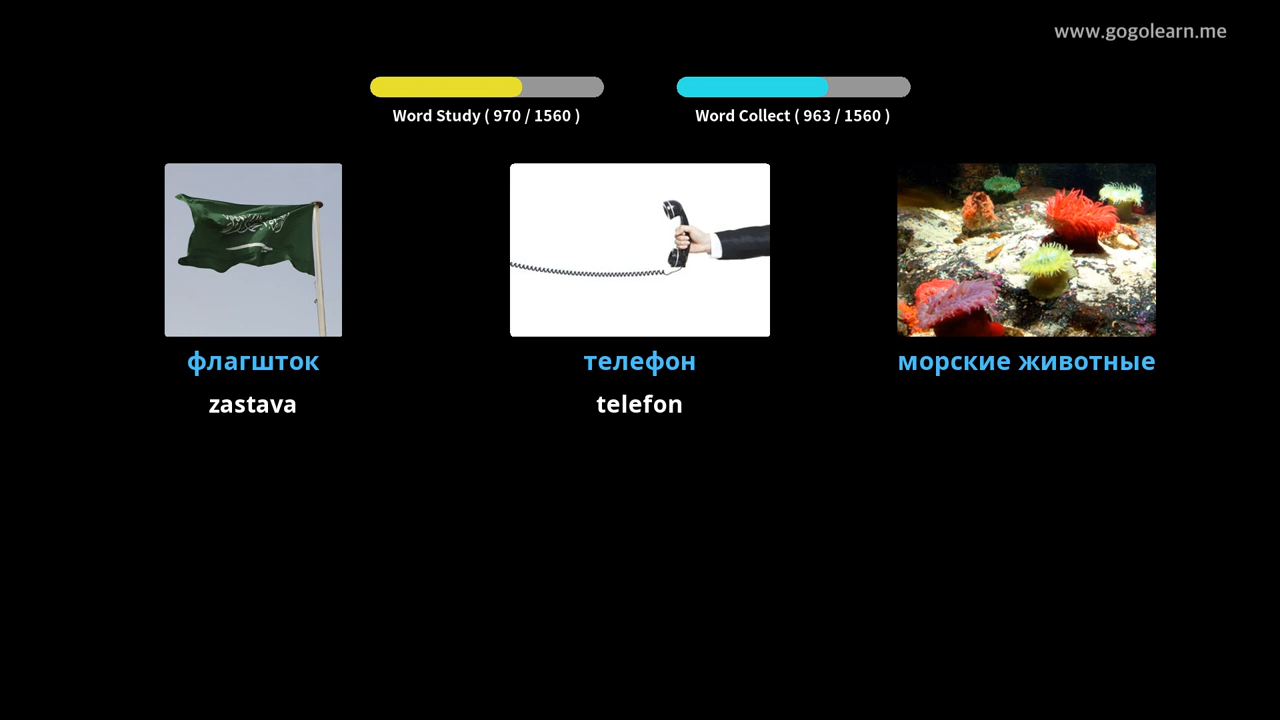 www.gogolearn.me
Word Study ( 970 / 1560 )
Word Collect ( 963 / 1560 )
флагшток
телефон
морские животные
zastava
telefon